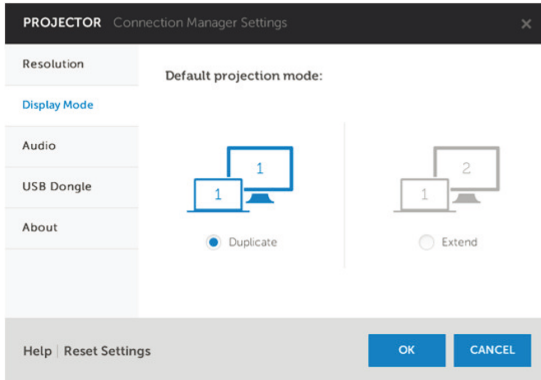 PROJECTOR Connection Manager Settings
Resolution
Display Mode
Audio
USB Dongle
About
Default projection mode:
1
1
Duplicate
2
1
Extend
Help | Reset Settings
OK
CANCEL